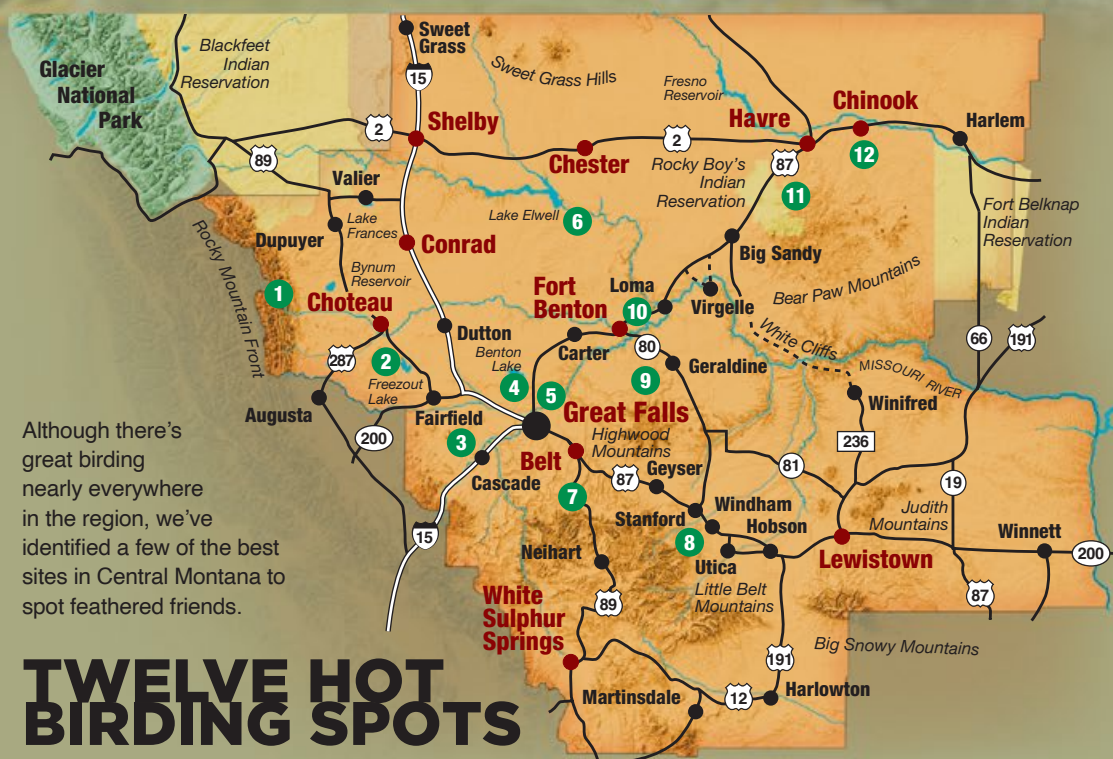 Sweet
Grass
Blackfeet
Indian
Reservation
Glacier
National
Park
15
Sweet Grass Hills
Fresno
Reservoir
Chinook
Havre
Harlem
2
Shelby
2
Chester
87
12
89
Rocky Boy's
Indian
Reservation
11
Valier
Lake
Frances
Lake Elwell
6
Fort Belknap
Indian
Reservation
Dupuyer
Conrad
Big Sandy
Rocky Mountain Front
Bynum
Reservoir
1
Choteau
Fort
Benton
Loma
10
Virgelle
Bear Paw Mountains
Dutton
Carter
80
White Cliffs
66
191
287
2
Benton
Lake
Geraldine
MISSOURI RIVER
Freezout
Lake
4
5
9
Winifred
Augusta
Fairfield
Great Falls
200
3
Highwood
Mountains
236
Belt
Cascade
87
Geyser
81
19
7
Stanford
Windham
Judith
Mountains
15
8
Hobson
Winnett
Neihart
Utica
Lewistown
200
Little Belt
Mountains
87
White
Sulphur
Springs
89
191
Big Snowy Mountains
Martinsdale
12
Harlowton
Although there's
great birding
nearly everywhere
in the region, we've
identified a few of the best
sites in Central Montana to
spot feathered friends.
TWELVE HOT
BIRDING SPOTS